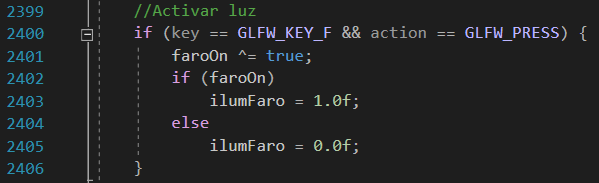 2399 //Activar luz
2400 if (key == GLFW_KEY_F && action == GLFW_PRESS) {
2401 faroOn ^= true;
2402 if (faroOn)
2403 ilumFaro = 1.0f;
2404 else
2405 ilumFaro = 0.0f;
2406 }